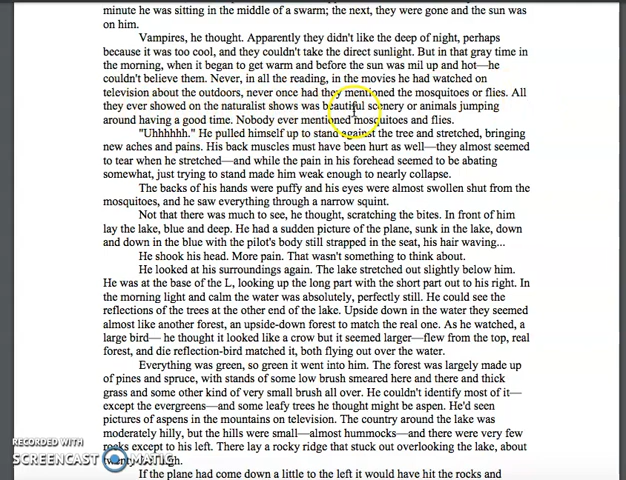 minute he was sitting in the middle of a swarm; the next, they were gone and the sun was
on him.
Vampires, he thought. Apparently they didn't like the deep of night, perhaps
because it was too cool, and they couldn't take the direct sunlight. But in that gray time in
the morning, when it began to get warm and before the sun was mil up and hot—he
couldn't believe them. Never, in all the reading, in the movies he had watched on
television about the outdoors, never once had they mentioned the mosquitoes or flies. All
they ever showed on the naturalist shows was beautiful scenery or animals jumping
around having a good time. Nobody ever mentioned mosquitoes and flies.
"Uhhhhhh." He pulled himself up to stand against the tree and stretched, bringing
new aches and pains. His back muscles must have been hurt as well—they almost seemed
to tear when he stretched—and while the pain in his forehead seemed to be abating
somewhat, just trying to stand made him weak enough to nearly collapse.
The backs of his hands were puffy and his eyes were almost swollen shut from the
mosquitoes, and he saw everything through a narrow squint.
Not that there was much to see, he thought, scratching the bites. In front of him
lay the lake, blue and deep. He had a sudden picture of the plane, sunk in the lake, down
and down in the blue with the pilot's body still strapped in the seat, his hair waving...
He shook his head. More pain. That wasn't something to think about.
He looked at his surroundings again. The lake stretched out slightly below him.
He was at the base of the L, looking up the long part with the short part out to his right. In
the morning light and calm the water was absolutely, perfectly still. He could see the
reflections of the trees at the other end of the lake. Upside down in the water they seemed
almost like another forest, an upside-down forest to match the real one. As he watched, a
large bird— he thought it looked like a crow but it seemed larger—flew from the top, real
forest, and die reflection-bird matched it, both flying out over the water.
Everything was green, so green it went into him. The forest was largely made up
of pines and spruce, with stands of some low brush smeared here and there and thick
grass and some other kind of very small brush all over. He couldn't identify most of it—
except the evergreens—and some leafy trees he thought might be aspen. He'd seen
pictures of aspens in the mountains on television. The country around the lake was
moderately hilly, but the hills were small—almost hummocks—and there were very few
rocks except to his left. There lay a rocky ridge that stuck out overlooking the lake, about
twenty high.
If the plane had come down a little to the left it would have hit the rocks and
RECORDED WITH
SCREENCAST MATIC